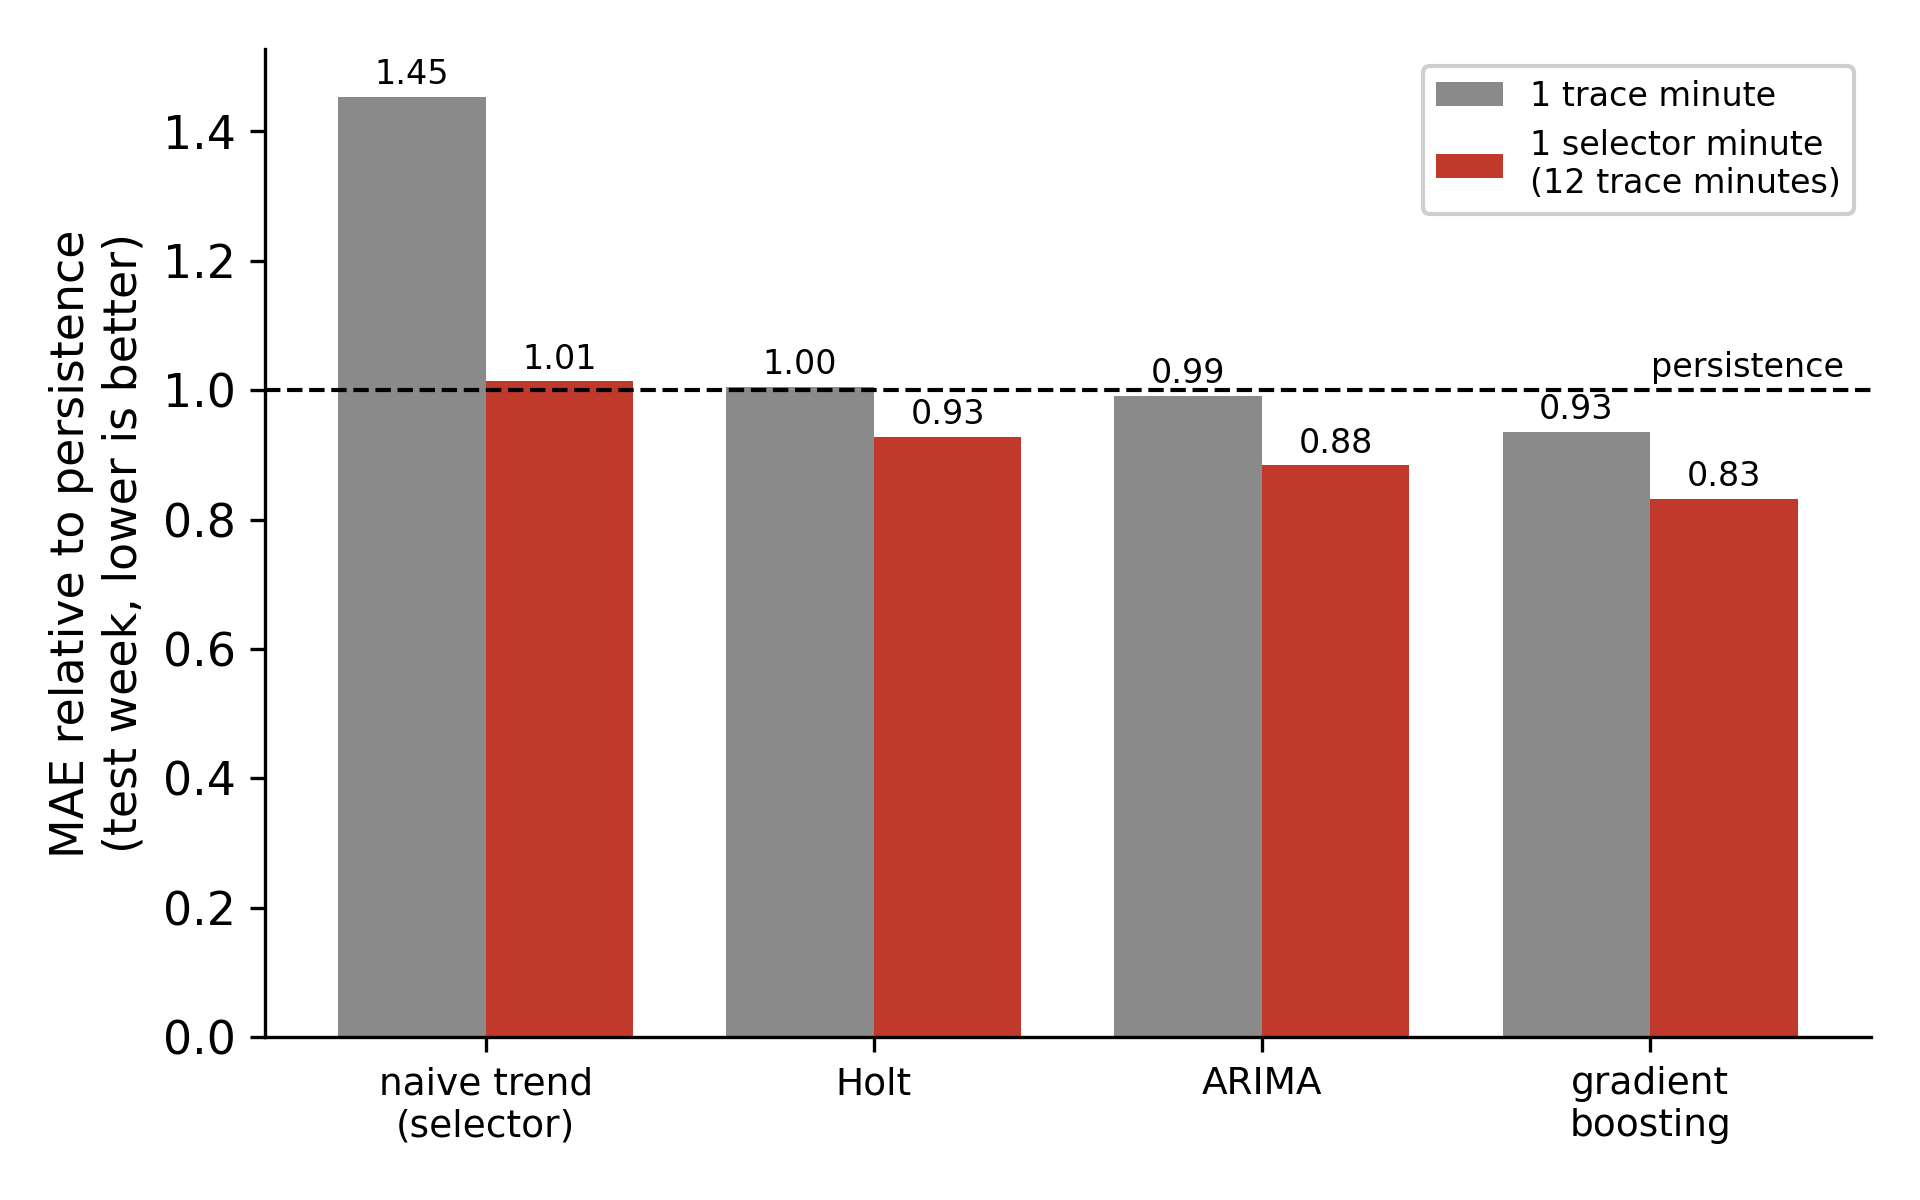 MAE relative to persistence
(test week, lower is better)
1.4
1.2
1.0
0.8
0.6
0.4
0.2
0.0
1.45
1.01
1.00
0.93
0.99
0.88
0.93
0.83
persistence
1 trace minute
1 selector minute
(12 trace minutes)
naive trend
(selector)
Holt
ARIMA
gradient
boosting